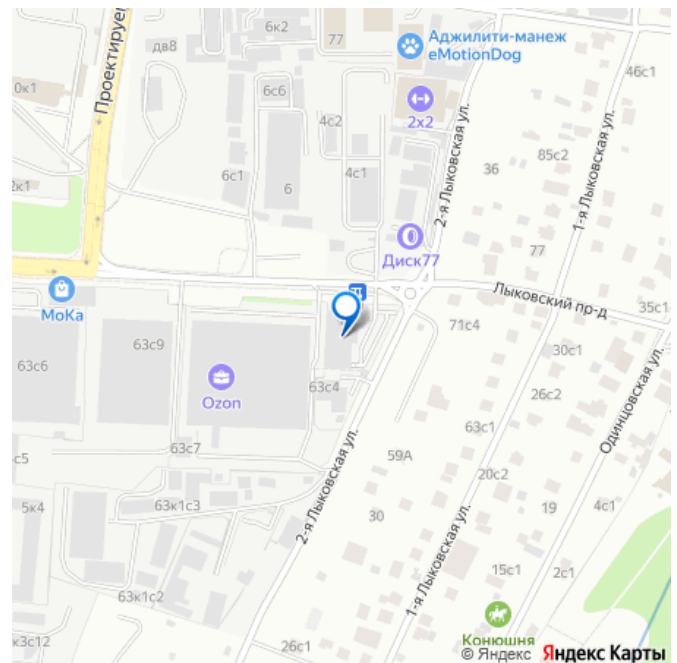 6к2
дв8
77
Аджилити-манеж
eMotionDog
46с1
0к1
Проектируе
6с6
2х2
4с2
2-я Лыковская ул.
1-я Лыковская ул.
85с2
36
2к1
6с1
6
4с1
Диск77
77
МоКа
Лыковский пр-д
35с1
63с9
71с4
30с1
63с6
Ozon
63с4
26с2
Одинцовская ул.
63с7
2-я Лыковская ул.
59А
63с1
с5
20с2
5к4
63к1с3
30
1-я Лыковская ул.
19
4с1
15с1
2с1
63к1с2
Конюшня
к3с12
26с1
© Яндекс Яндекс Карты